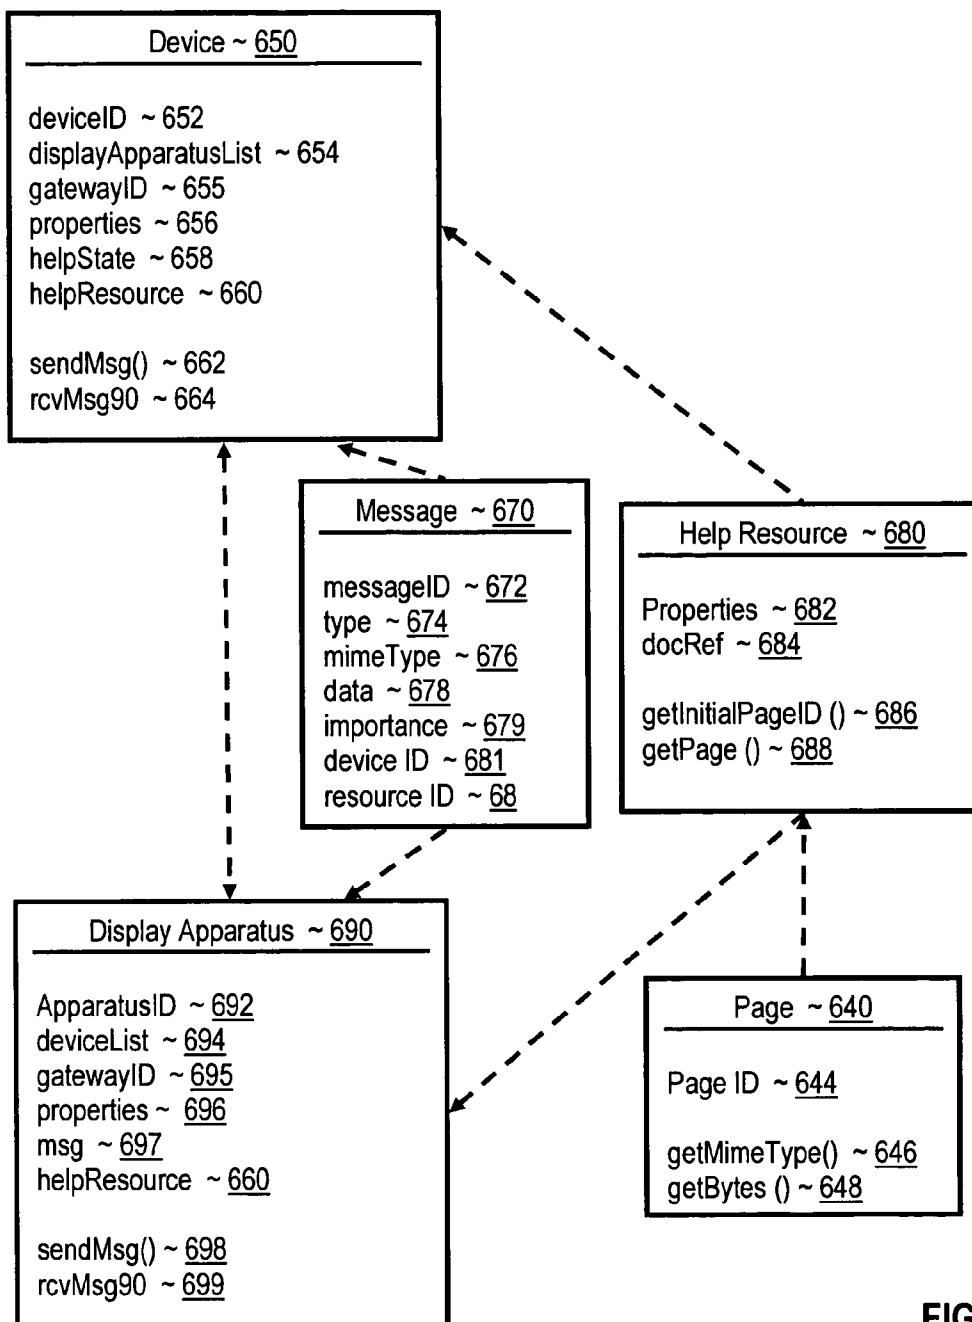 Device ~ 650
deviceID ~ 652
displayApparatusList ~ 654
gatewayID ~ 655
properties ~ 656
helpState ~ 658
helpResource ~ 660
sendMsg() ~ 662
rcvMsg90 ~ 664
Message ~ 670
messageID ~ 672
type ~ 674
mimeType ~ 676
data ~ 678
importance ~ 679
device ID ~ 681
resource ID ~ 68
Help Resource ~ 680
Properties ~ 682
docRef ~ 684
getInitialPageID () ~ 686
getPage () ~ 688
Display Apparatus ~ 690
ApparatusID ~ 692
deviceList ~ 694
gatewayID ~ 695
properties ~ 696
msg ~ 697
helpResource ~ 660
sendMsg() ~ 698
rcvMsg90 ~ 699
Page ~ 640
Page ID ~ 644
getMimeType() ~ 646
getBytes () ~ 648
FIG